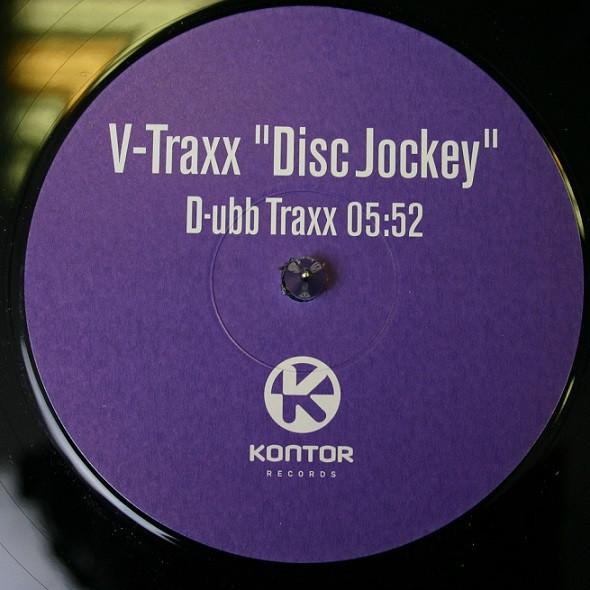 V-Traxx "Disc Jockey"
D-ubb Traxx 05:52
KONTOR
RECORDS